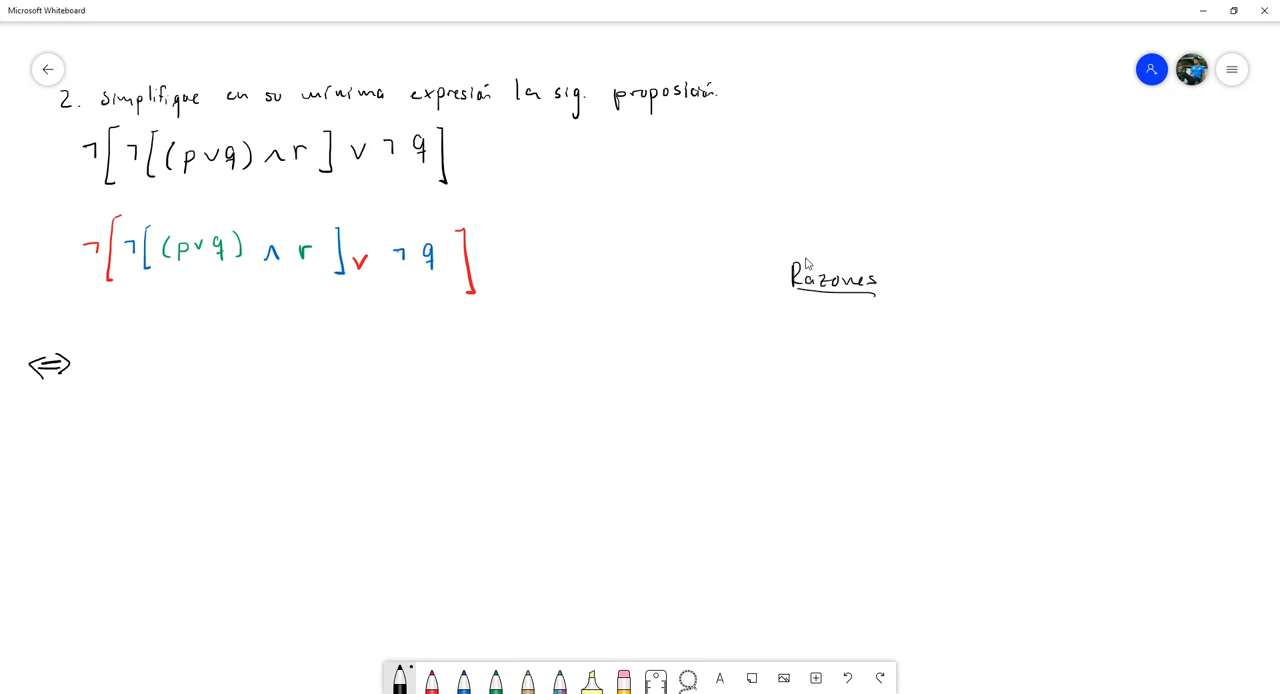 Microsoft Whiteboard
2. simplifique en su mínima expresión la sig. proposición.
¬[¬[(p∨q) ∧ r] ∨ ¬q]
¬[¬[(p∨q) ∧ r] ∨ ¬q]
Razones
⇔
A